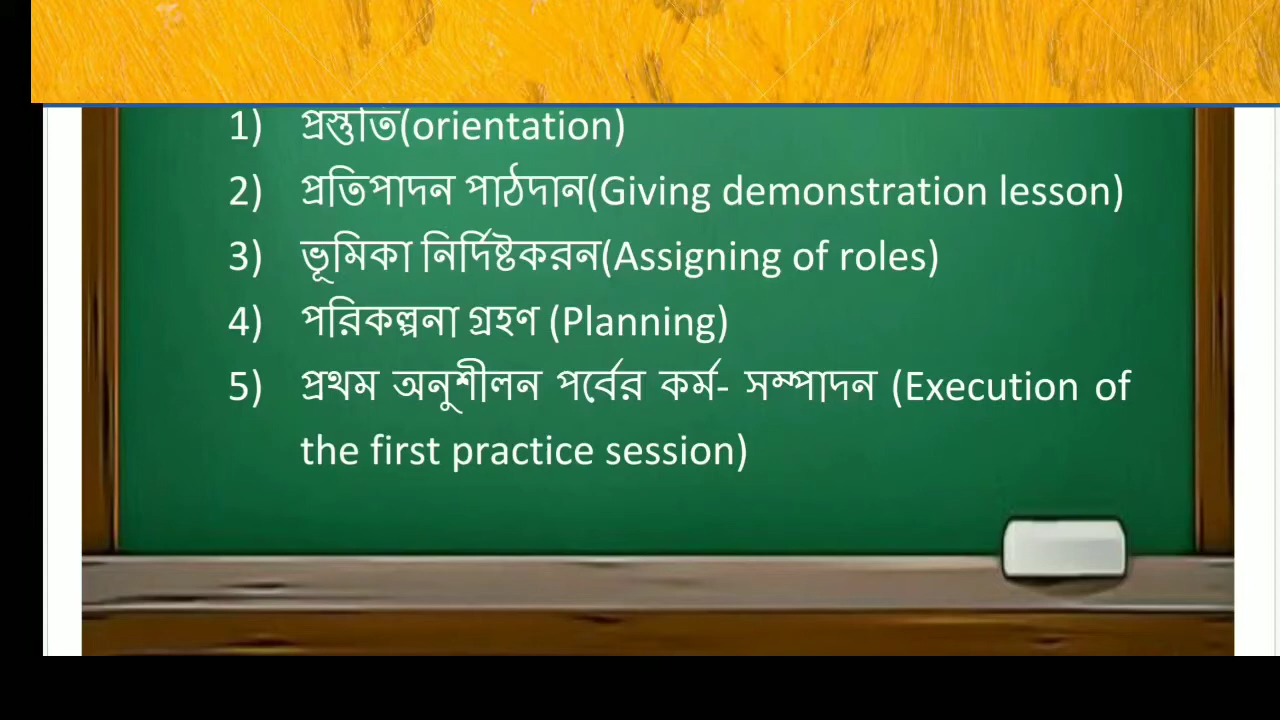 1) প্রস্তুতি(orientation)
2) প্রতিপাদন পাঠদান(Giving demonstration lesson)
3) ভূমিকা নির্দিষ্টকরন(Assigning of roles)
4) পরিকল্পনা গ্রহণ (Planning)
5) প্রথম অনুশীলন পর্বের কর্ম- সম্পাদন (Execution of
the first practice session)